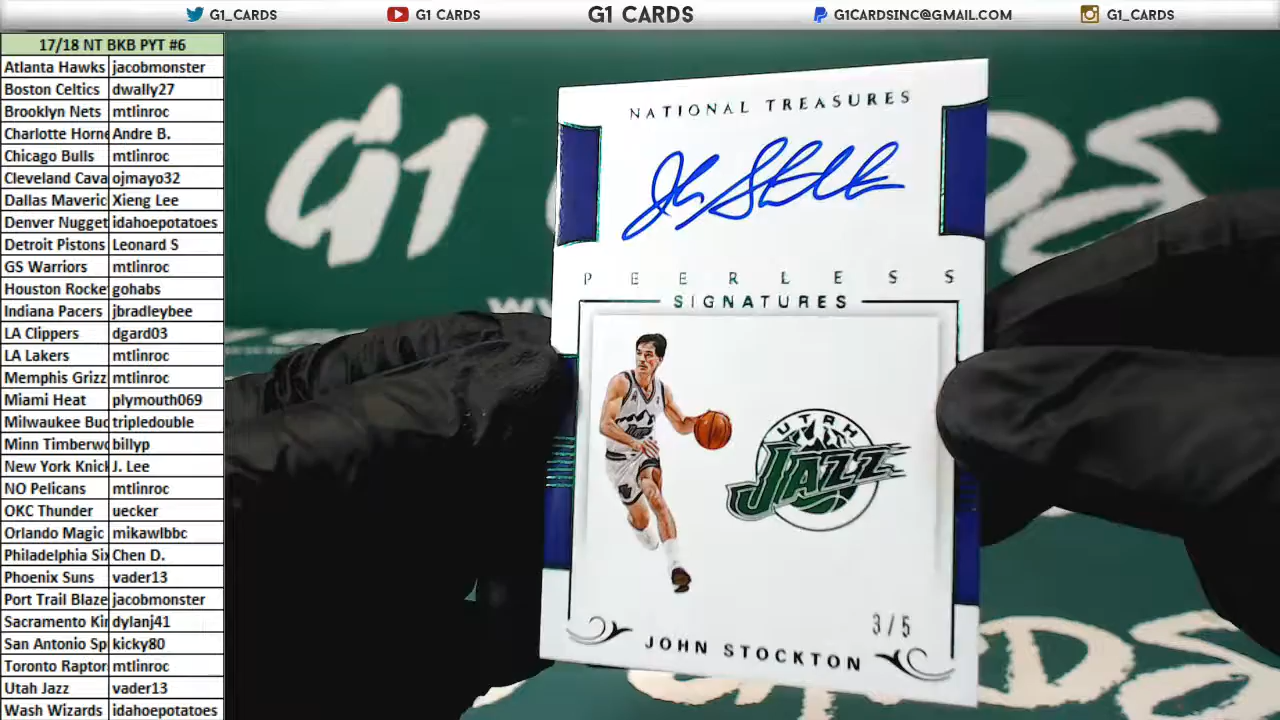 G1_CARDS G1 CARDS G1 CARDS G1CARDSINC@GMAIL.COM G1_CARDS
17/18 NT BKB PYT #6
Atlanta Hawks jacobmonster
Boston Celtics dwally27
Brooklyn Nets mtlinroc
Charlotte Horne Andre B.
Chicago Bulls mtlinroc
Cleveland Cava ojmayo32
Dallas Maveric Xieng Lee
Denver Nugget idahoepotatoes
Detroit Pistons Leonard S
GS Warriors mtlinroc
Houston Rocke gohabs
Indiana Pacers jbradleybee
LA Clippers dgard03
LA Lakers mtlinroc
Memphis Grizz mtlinroc
Miami Heat plymouth069
Milwaukee Buc tripledouble
Minn Timberwo billyp
New York Knick J. Lee
NO Pelicans mtlinroc
OKC Thunder uecker
Orlando Magic mikawlbbc
Philadelphia Six Chen D.
Phoenix Suns vader13
Port Trail Blaze jacobmonster
Sacramento Kin dylanj41
San Antonio Sp kicky80
Toronto Raptor mtlinroc
Utah Jazz vader13
Wash Wizards idahoepotatoes
G1
NATIONAL TREASURES
PEERLESS
SIGNATURES
UTAH
JAZZ
3/5
JOHN STOCKTON